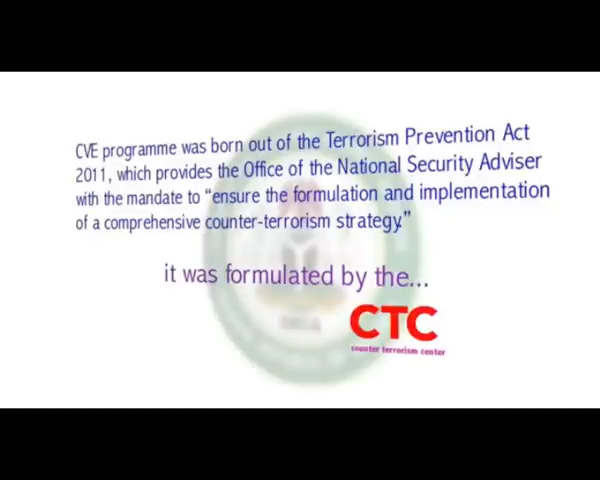 CVE programme was born out of the Terrorism Prevention Act
2011, which provides the Office of the National Security Adviser
with the mandate to “ensure the formulation and implementation
of a comprehensive counter-terrorism strategy.”
it was formulated by the...
CTC
counter terrorism center